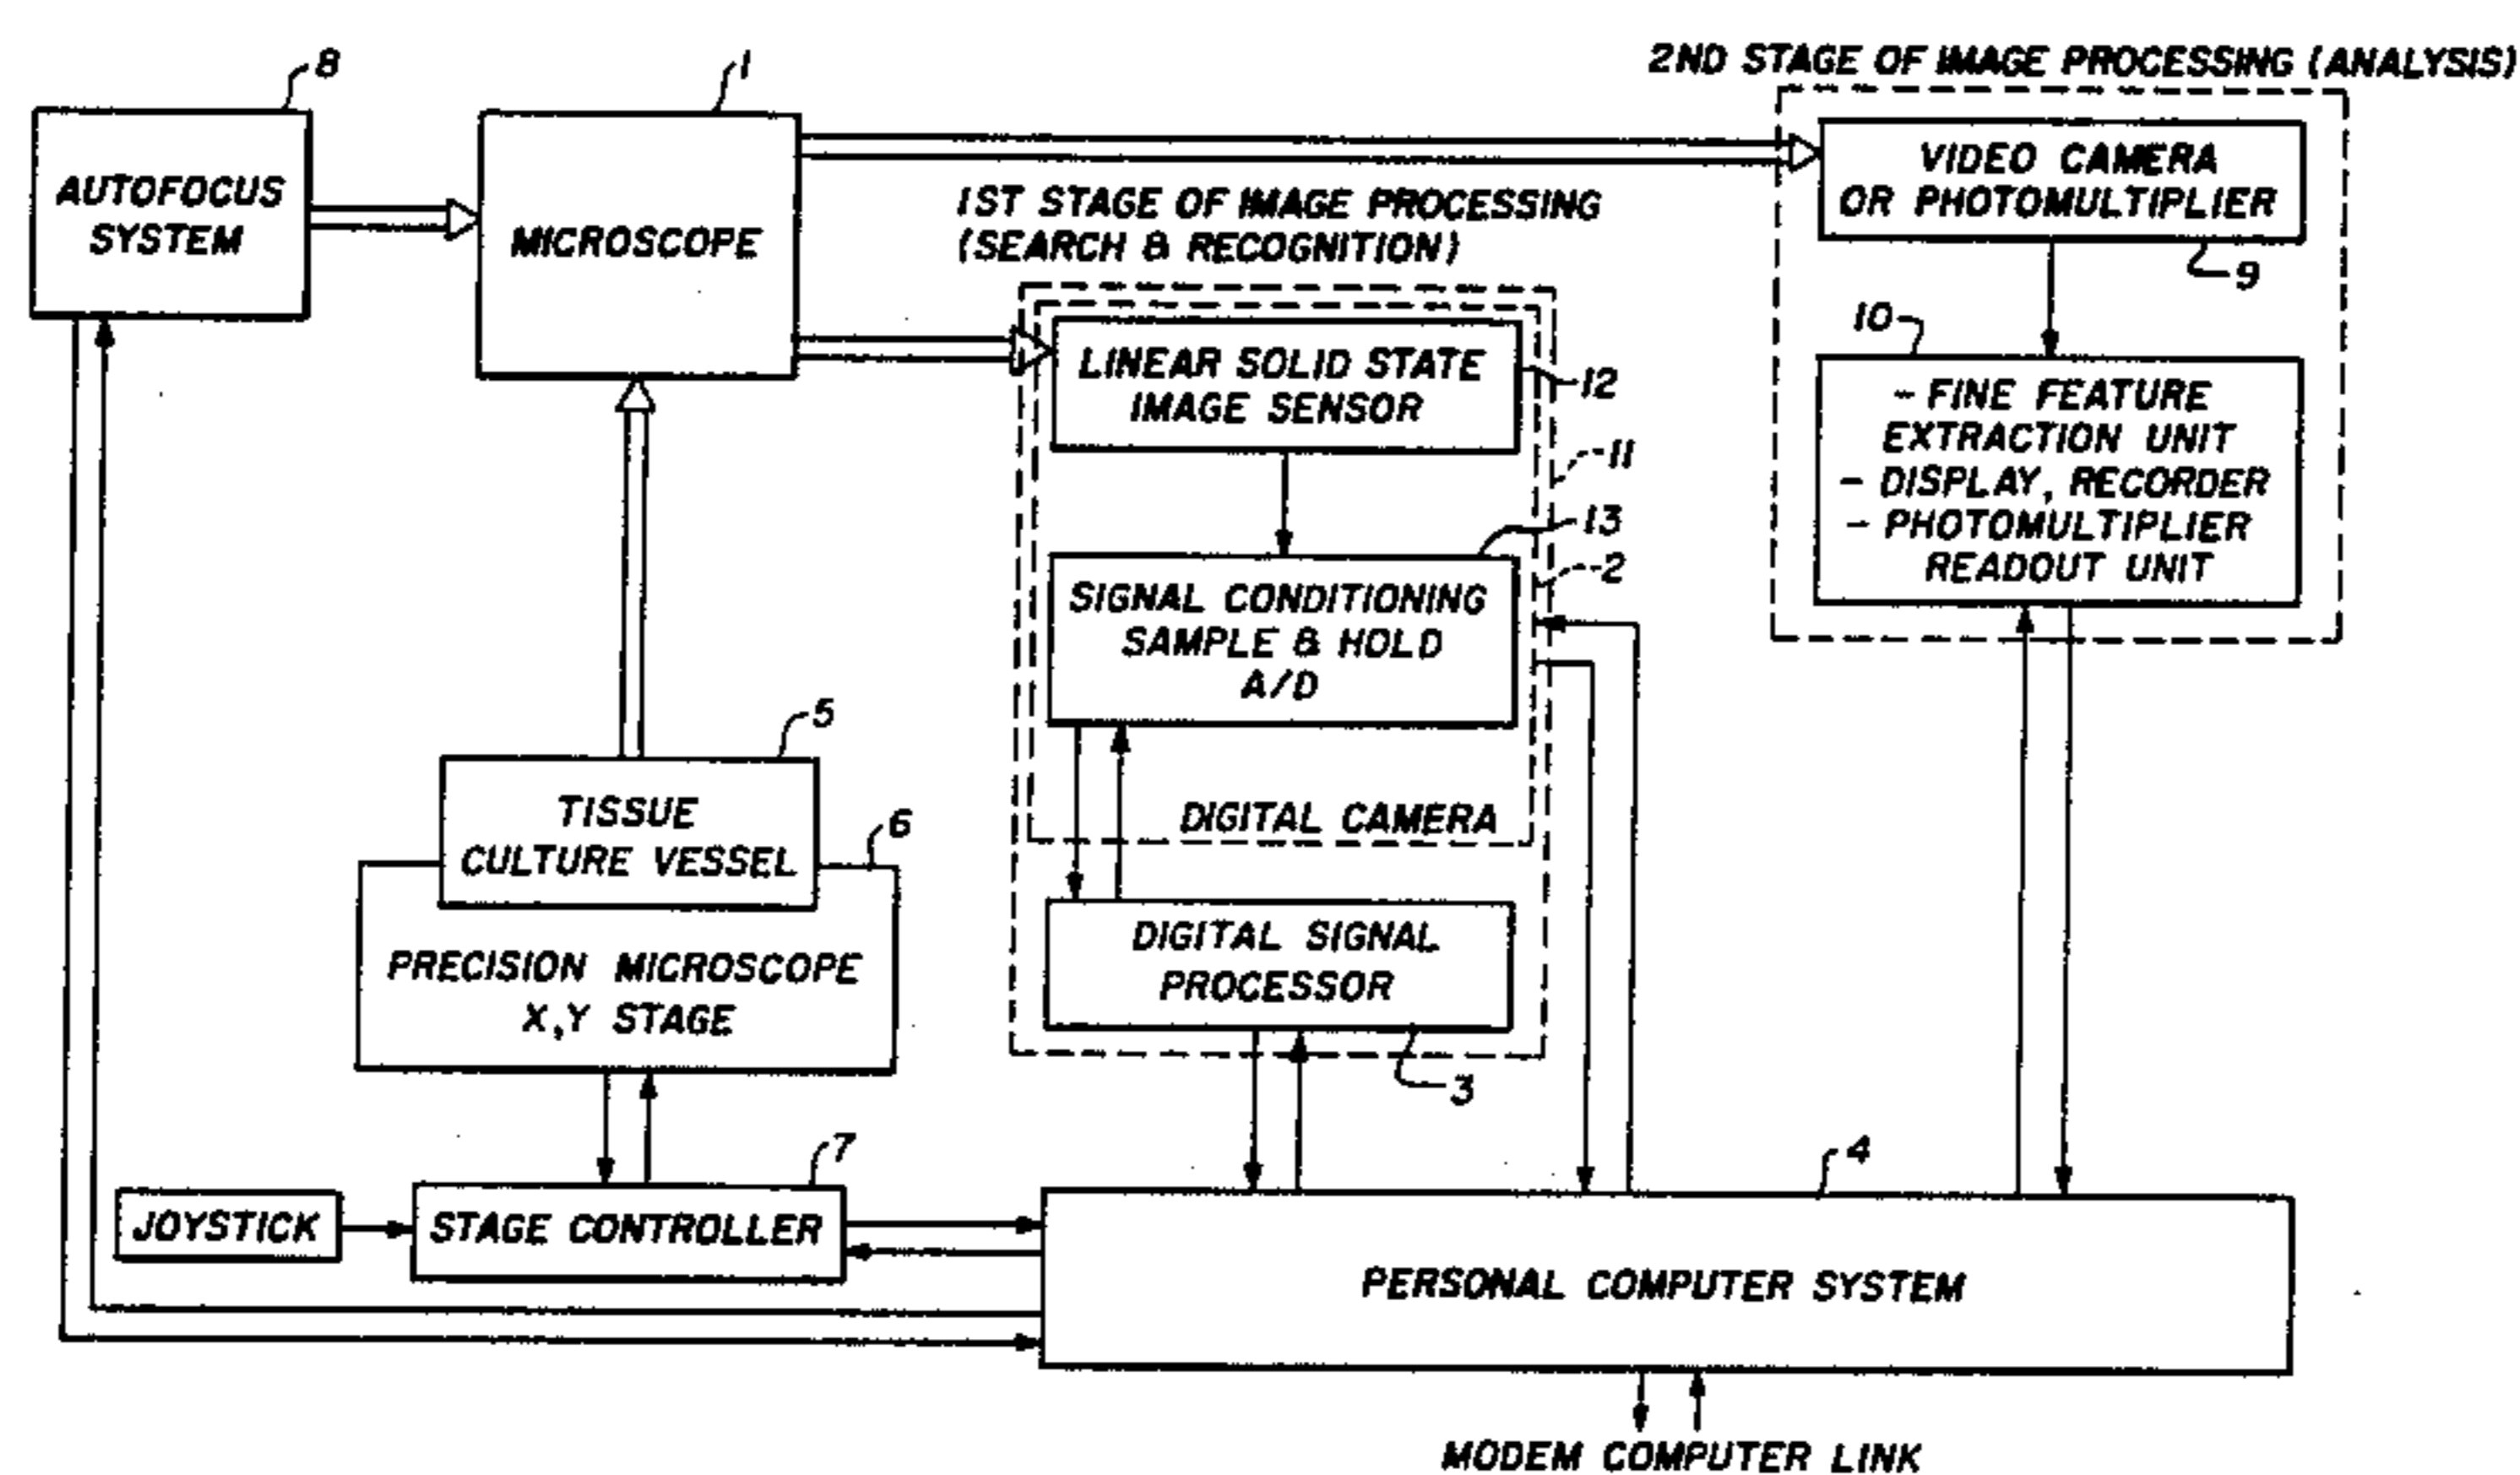 8
1
2ND STAGE OF IMAGE PROCESSING (ANALYSIS)
AUTOFOCUS
SYSTEM
MICROSCOPE
VIDEO CAMERA
OR PHOTOMULTIPLIER
9
1ST STAGE OF IMAGE PROCESSING
(SEARCH & RECOGNITION)
10
LINEAR SOLID STATE
IMAGE SENSOR
12
11
- FINE FEATURE
EXTRACTION UNIT
- DISPLAY, RECORDER
- PHOTOMULTIPLIER
READOUT UNIT
13
2
SIGNAL CONDITIONING
SAMPLE & HOLD
A/D
DIGITAL CAMERA
5
TISSUE
CULTURE VESSEL
6
PRECISION MICROSCOPE
X,Y STAGE
DIGITAL SIGNAL
PROCESSOR
3
7
4
JOYSTICK
STAGE CONTROLLER
PERSONAL COMPUTER SYSTEM
MODEM COMPUTER LINK